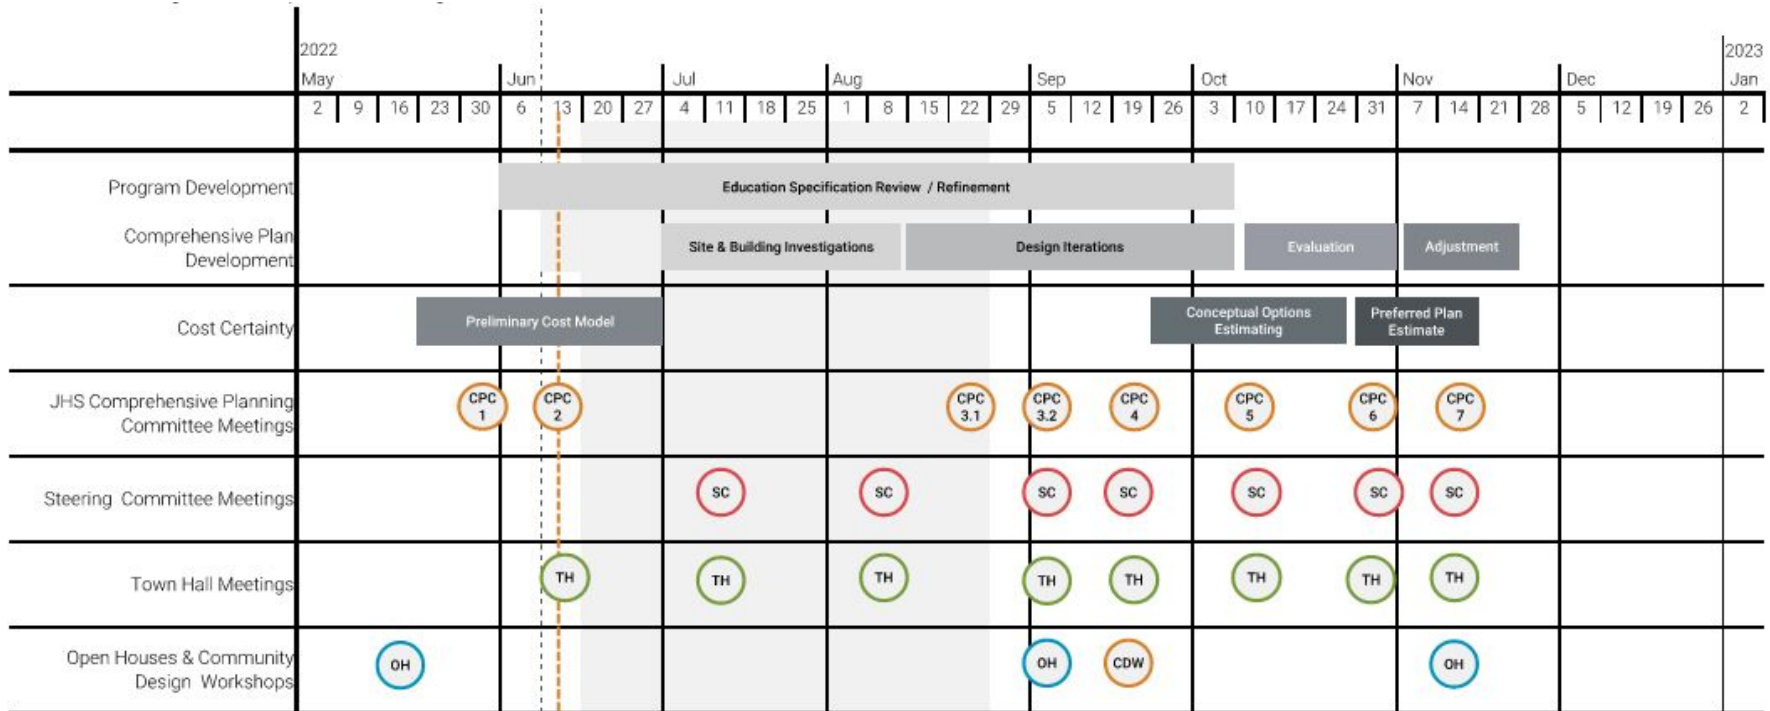 2022
2023
May
Jun
Jul
Aug
Sep
Oct
Nov
Dec
Jan
2 9 16 23 30 6 13 20 27 4 11 18 25 1 8 15 22 29 5 12 19 26 3 10 17 24 31 7 14 21 28 5 12 19 26 2
Program Development
Education Specification Review / Refinement
Comprehensive Plan
Development
Site & Building Investigations
Design Iterations
Evaluation
Adjustment
Cost Certainty
Preliminary Cost Model
Conceptual Options
Estimating
Preferred Plan
Estimate
JHS Comprehensive Planning
Committee Meetings
CPC
1
CPC
2
CPC
3.1
CPC
3.2
CPC
4
CPC
5
CPC
6
CPC
7
Steering Committee Meetings
SC
SC
SC
SC
SC
SC
SC
Town Hall Meetings
TH
TH
TH
TH
TH
TH
TH
TH
Open Houses & Community
Design Workshops
OH
OH
CDW
OH